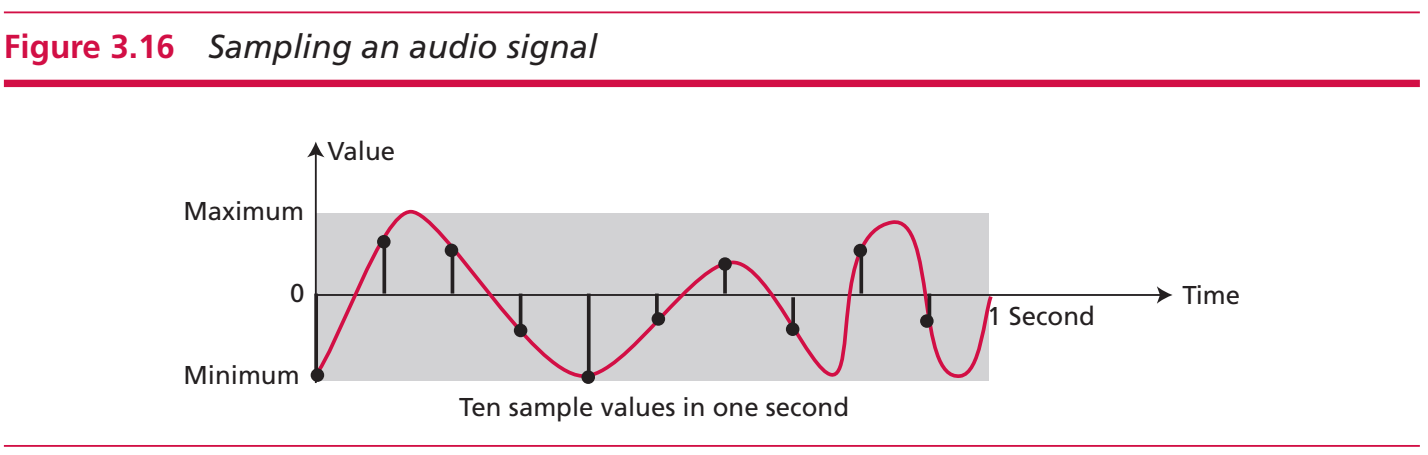 Figure 3.16 Sampling an audio signal
Value
Maximum
0
Time
1 Second
Minimum
Ten sample values in one second